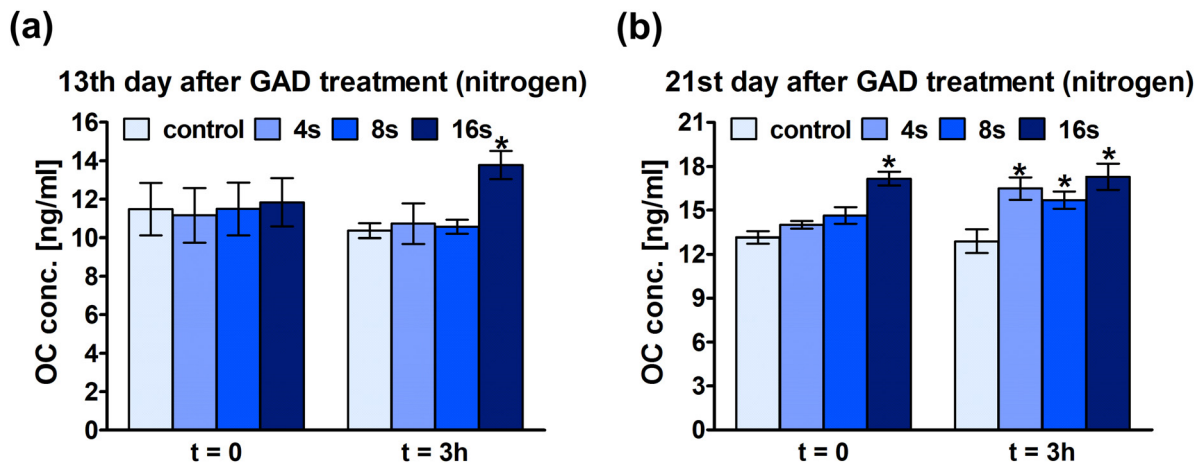 (a)
13th day after GAD treatment (nitrogen)
control 4s 8s 16s
OC conc. [ng/ml]
16
14
12
10
8
6
4
2
0
*
t = 0 t = 3h
(b)
21st day after GAD treatment (nitrogen)
control 4s 8s 16s
OC conc. [ng/ml]
21
18
15
12
9
6
3
0
* * * *
t = 0 t = 3h